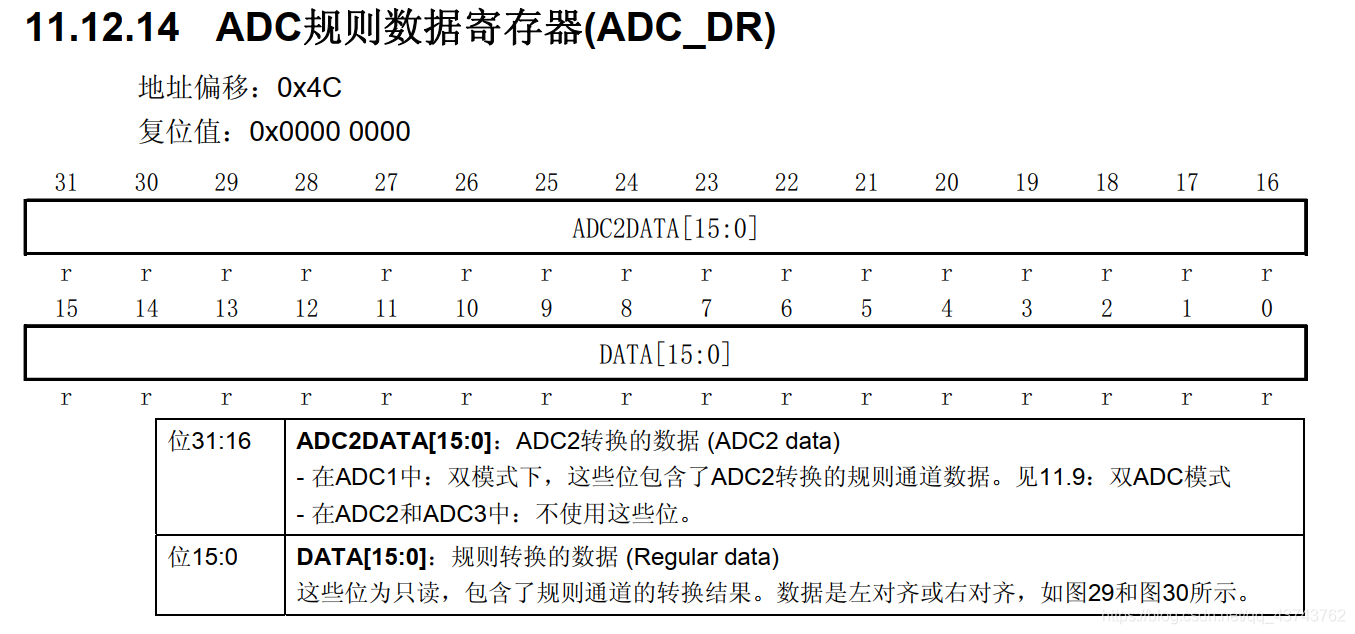 11.12.14 ADC规则数据寄存器(ADC_DR)
地址偏移：0x4C
复位值：0x0000 0000
31 30 29 28 27 26 25 24 23 22 21 20 19 18 17 16
ADC2DATA[15:0]
r r r r r r r r r r r r r r r r
15 14 13 12 11 10 9 8 7 6 5 4 3 2 1 0
DATA[15:0]
r r r r r r r r r r r r r r r r
位31:16 ADC2DATA[15:0]：ADC2转换的数据 (ADC2 data)
- 在ADC1中：双模式下，这些位包含了ADC2转换的规则通道数据。见11.9：双ADC模式
- 在ADC2和ADC3中：不使用这些位。
位15:0 DATA[15:0]：规则转换的数据 (Regular data)
这些位为只读，包含了规则通道的转换结果。数据是左对齐或右对齐，如图29和图30所示。
https://blog.csdn.net/qq_43743762